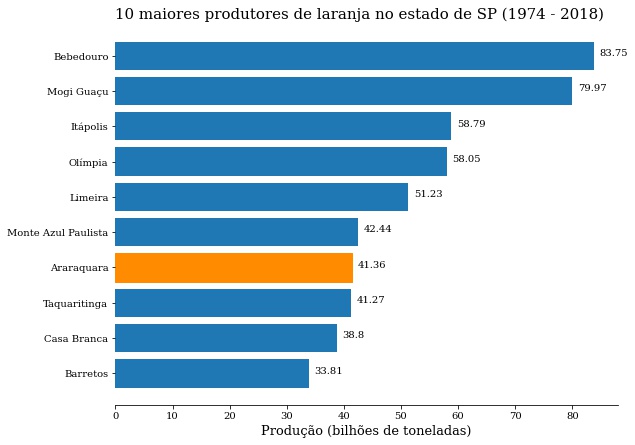 10 maiores produtores de laranja no estado de SP (1974 - 2018)
Bebedouro 83.75
Mogi Guaçu 79.97
Itápolis 58.79
Olímpia 58.05
Limeira 51.23
Monte Azul Paulista 42.44
Araraquara 41.36
Taquaritinga 41.27
Casa Branca 38.8
Barretos 33.81
0 10 20 30 40 50 60 70 80
Produção (bilhões de toneladas)